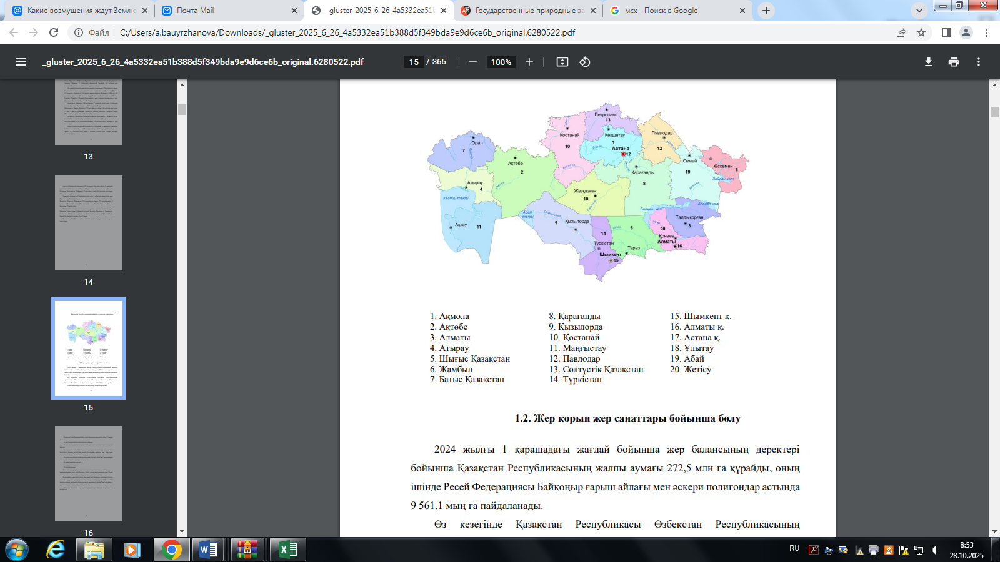 Какие возмущения ждут Землю
Почта Mail
_gluster_2025_6_26_4a5332ea51b
Государственные природные за
мсх - Поиск в Google
Файл
C:/Users/a.bauyrzhanova/Downloads/_gluster_2025_6_26_4a5332ea51b388d5f349bda9e9d6ce6b_original.6280522.pdf
_gluster_2025_6_26_4a5332ea51b388d5f349bda9e9d6ce6b_original.6280522.pdf
15 / 365
100%
13
14
15
16
Петропавл
13
Қостанай
10
Көкшетау
1
Астана
17
Павлодар
12
Орал
7
Ақтөбе
2
Семей
19
Өскемен
5
Зайсан көлі
Қарағанды
8
Атырау
4
Каспий теңізі
Жезқазған
18
Балқаш көлі
Алакөл көлі
Арал
теңізі
9
Қызылорда
Талдықорған
3
Ақтау
11
14
6
20
Қонаев
Алматы
16
Түркістан
Тараз
Шымкент
15
1. Ақмола
2. Ақтөбе
3. Алматы
4. Атырау
5. Шығыс Қазақстан
6. Жамбыл
7. Батыс Қазақстан
8. Қарағанды
9. Қызылорда
10. Қостанай
11. Маңғыстау
12. Павлодар
13. Солтүстік Қазақстан
14. Түркістан
15. Шымкент қ.
16. Алматы қ.
17. Астана қ.
18. Ұлытау
19. Абай
20. Жетісу
1.2. Жер қорын жер санаттары бойынша бөлу
2024 жылғы 1 қарашадағы жағдай бойынша жер балансының деректері
бойынша Қазақстан Республикасының жалпы аумағы 272,5 млн га құрайды, оның
ішінде Ресей Федерациясы Байқоңыр ғарыш айлағы мен әскери полигондар астында
9 561,1 мың га пайдаланады.
Өз кезегінде Қазақстан Республикасы Өзбекстан Республикасының
RU
8:53
28.10.2025